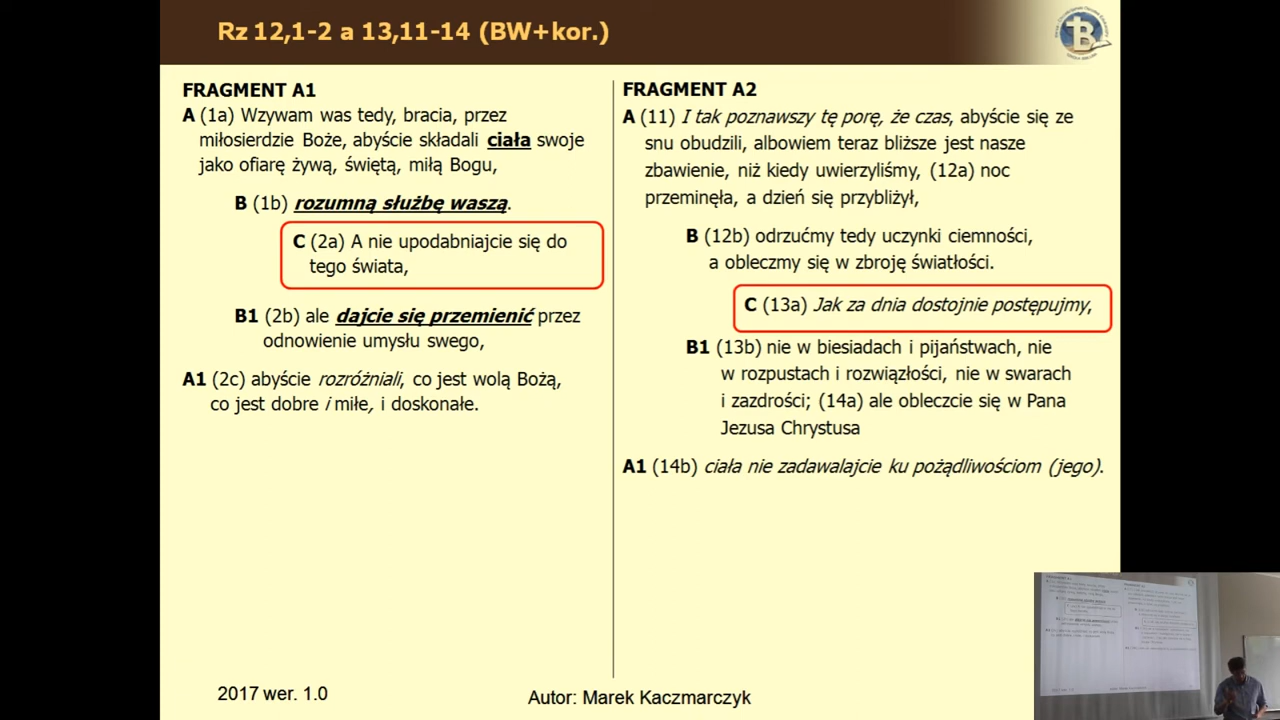 Rz 12,1-2 a 13,11-14 (BW+kor.)
FRAGMENT A1
A (1a) Wzywam was tedy, bracia, przez
miłosierdzie Boże, abyście składali ciała swoje
jako ofiarę żywą, świętą, miłą Bogu,
B (1b) rozumną służbę waszą.
C (2a) A nie upodabniajcie się do
tego świata,
B1 (2b) ale dajcie się przemienić przez
odnowienie umysłu swego,
A1 (2c) abyście rozróżniali, co jest wolą Bożą,
co jest dobre i miłe, i doskonałe.
FRAGMENT A2
A (11) I tak poznawszy tę porę, że czas, abyście się ze
snu obudzili, albowiem teraz bliższe jest nasze
zbawienie, niż kiedy uwierzyliśmy, (12a) noc
przeminęła, a dzień się przybliżył,
B (12b) odrzućmy tedy uczynki ciemności,
a obleczmy się w zbroję światłości.
C (13a) Jak za dnia dostojnie postępujmy,
B1 (13b) nie w biesiadach i pijaństwach, nie
w rozpustach i rozwiązłości, nie w swarach
i zazdrości; (14a) ale obleczcie się w Pana
Jezusa Chrystusa
A1 (14b) ciała nie zadawalajcie ku pożądliwościom (jego).
2017 wer. 1.0
Autor: Marek Kaczmarczyk